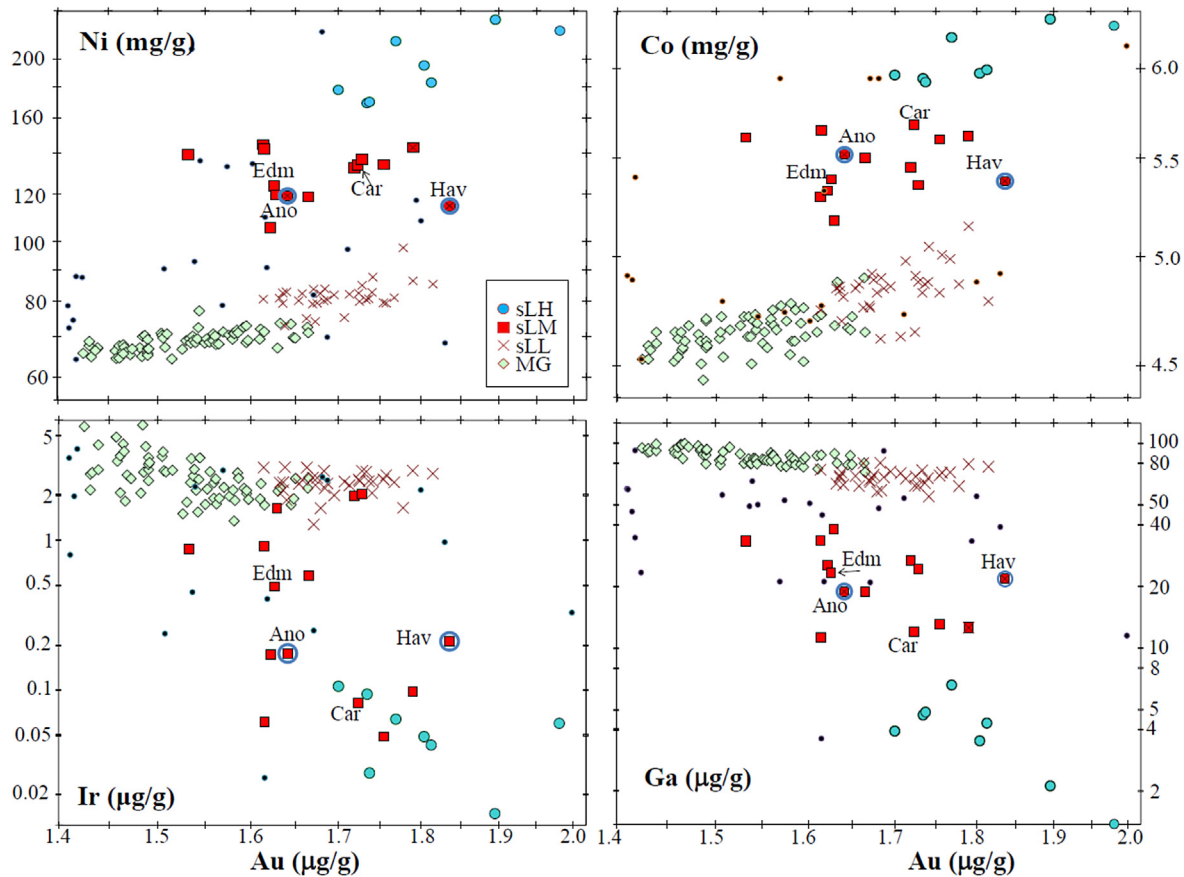 Ni (mg/g)
200
160
120
100
80
60
Edm
Ano
Car
Hav
sLH
sLM
sLL
MG
Co (mg/g)
6.0
5.5
5.0
4.5
Car
Ano
Edm
Hav
5
2
1
0.5
0.2
0.1
0.05
0.02
Edm
Ano
Hav
Car
Ir (μg/g)
1.4 1.5 1.6 1.7 1.8 1.9 2.0
Au (μg/g)
100
80
50
40
20
10
8
5
4
2
Edm
Ano
Hav
Car
Ga (μg/g)
1.4 1.5 1.6 1.7 1.8 1.9 2.0
Au (μg/g)